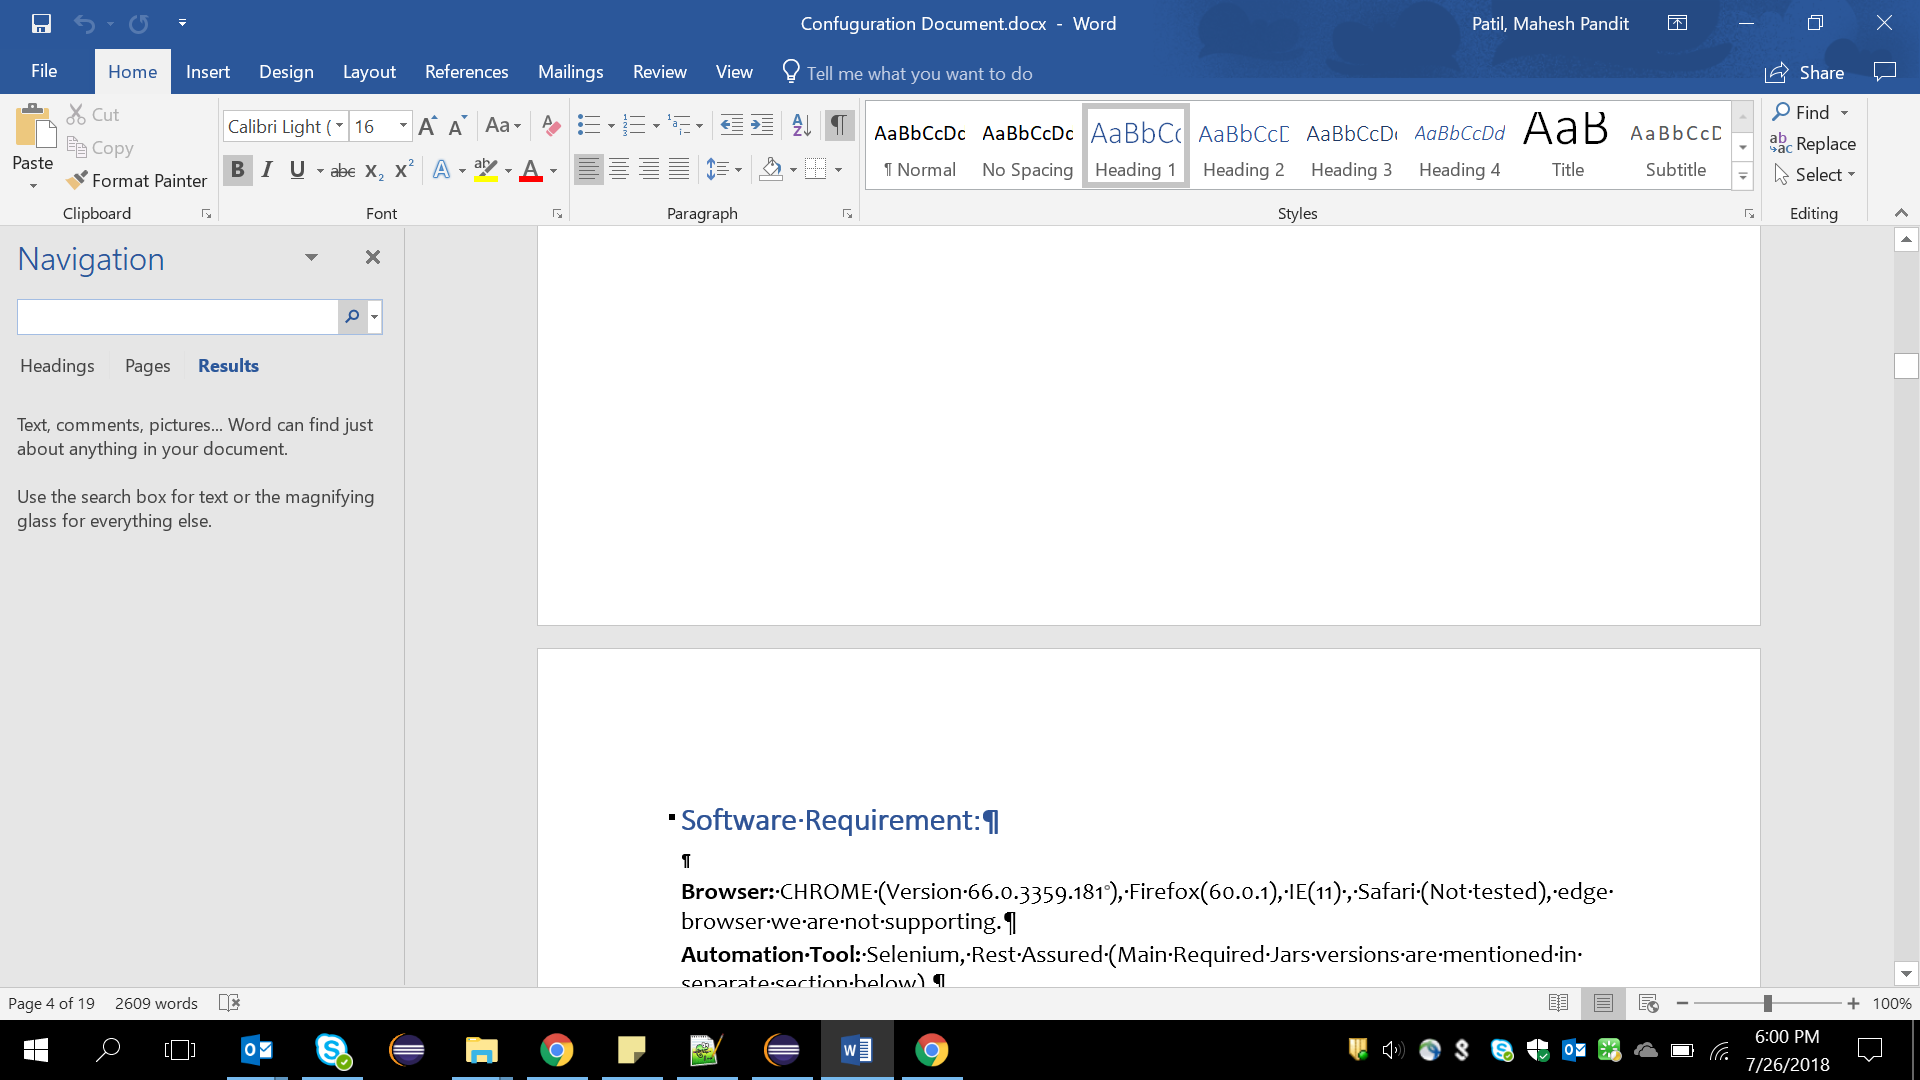 Confuguration Document.docx - Word
Patil, Mahesh Pandit
File
Home
Insert
Design
Layout
References
Mailings
Review
View
Tell me what you want to do
Share
Paste
Cut
Copy
Format Painter
Clipboard
Calibri Light (
16
Font
Paragraph
AaBbCcDc
¶ Normal
AaBbCcDc
No Spacing
AaBbCc
Heading 1
AaBbCcD
Heading 2
AaBbCcDc
Heading 3
AaBbCcDd
Heading 4
AaB
Title
AaBbCcD
Subtitle
Styles
Find
Replace
Select
Editing
Navigation
Headings
Pages
Results
Text, comments, pictures... Word can find just
about anything in your document.
Use the search box for text or the magnifying
glass for everything else.
Software·Requirement:¶
¶
Browser:·CHROME·(Version·66.0.3359.181°),·Firefox(60.0.1),·IE(11)·,·Safari·(Not·tested),·edge·
browser·we·are·not·supporting.¶
Automation·Tool:·Selenium,·Rest·Assured·(Main·Required·Jars·versions·are·mentioned·in·
separate·section·below).¶
Page 4 of 19
2609 words
100%
6:00 PM
7/26/2018